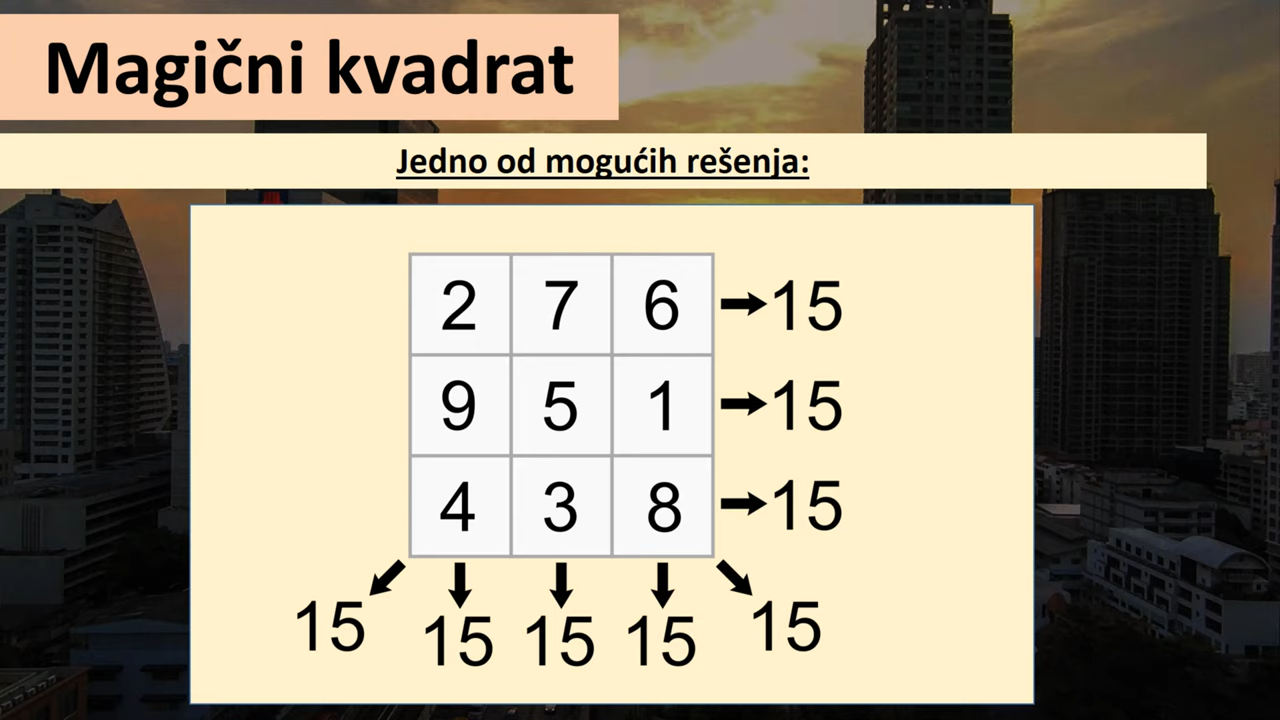 Magični kvadrat
Jedno od mogućih rešenja:
2 7 6 15
9 5 1 15
4 3 8 15
15 15 15 15 15